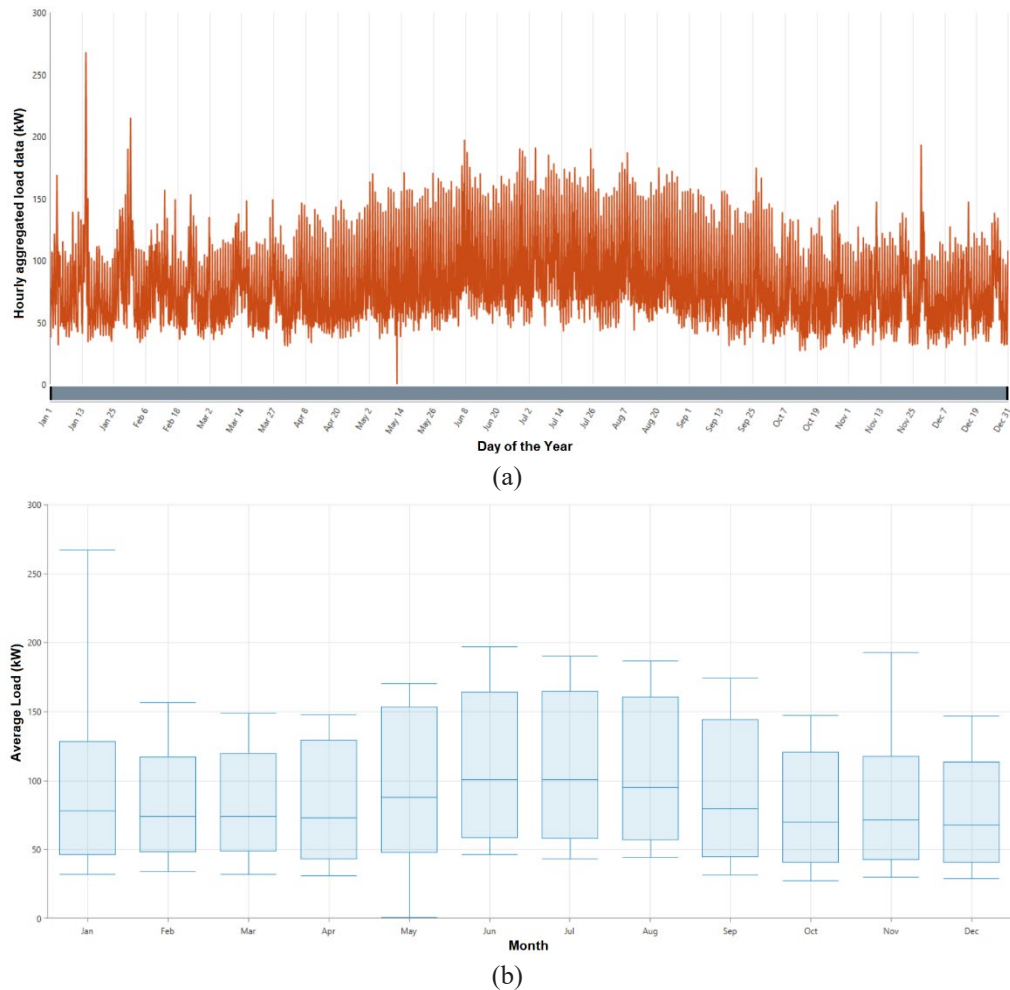 300
250
200
150
100
50
0
Hourly aggregated load data (kW)
Jan 1 Jan 13 Jan 25 Feb 6 Feb 18 Mar 2 Mar 14 Mar 27 Apr 8 Apr 20 May 2 May 14 May 26 Jun 8 Jun 20 Jul 2 Jul 14 Jul 26 Aug 7 Aug 20 Sep 1 Sep 13 Sep 25 Oct 7 Oct 19 Nov 1 Nov 13 Nov 25 Dec 7 Dec 19 Dec 31
Day of the Year
(a)
300
250
200
150
100
50
0
Average Load (kW)
Jan Feb Mar Apr May Jun Jul Aug Sep Oct Nov Dec
Month
(b)